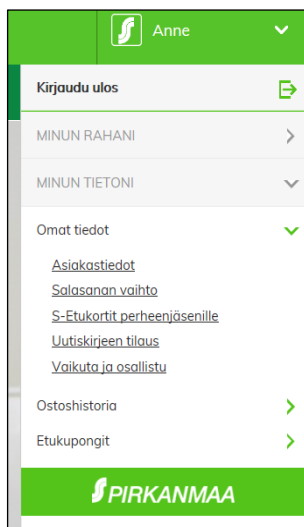 Anne
Kirjaudu ulos
MINUN RAHANI
MINUN TIETONI
Omat tiedot
Asiakastiedot
Salasanan vaihto
S-Etukortit perheenjäsenille
Uutiskirjeen tilaus
Vaikuta ja osallistu
Ostoshistoria
Etukupongit
PIRKANMAA